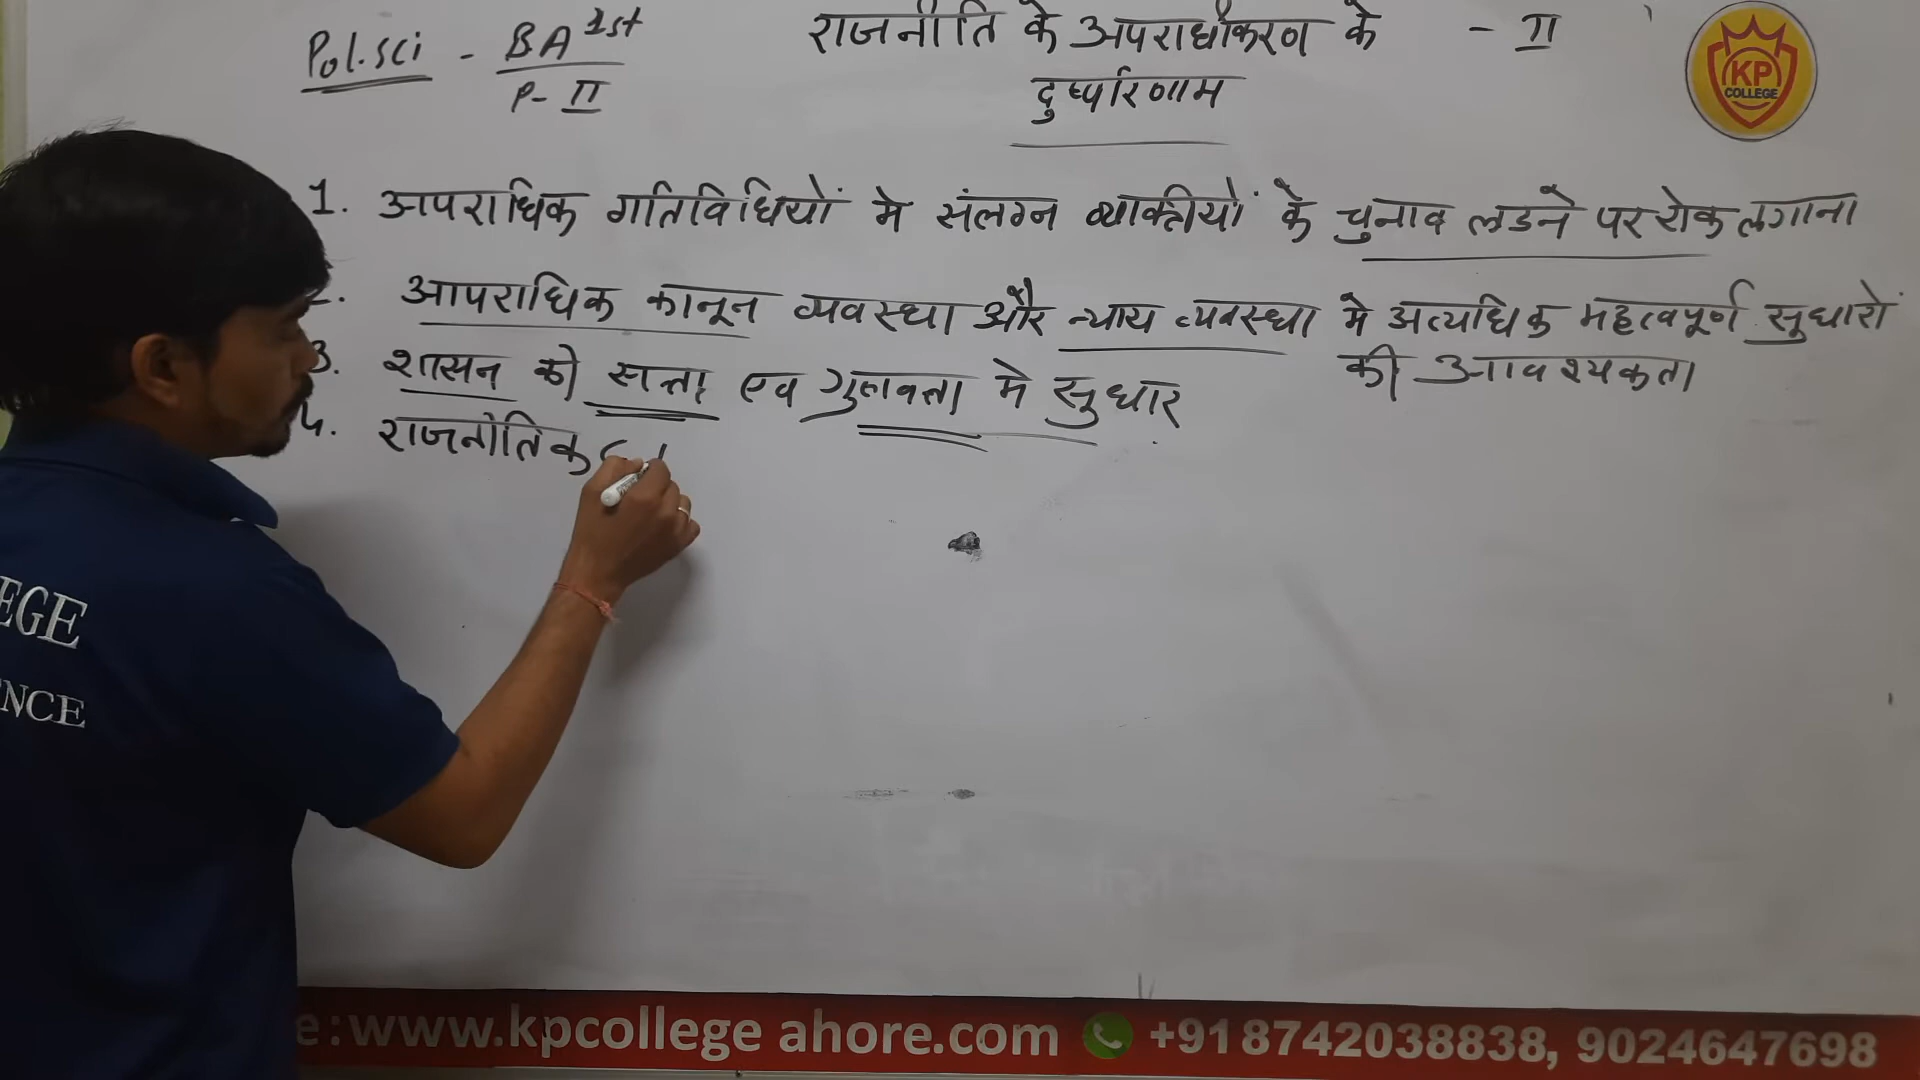 Pol.sci - BA 1st
P- II
राजनीति के अपराधीकरण के - II
दुर्ष्परिणाम
KP
COLLEGE
1. आपराधिक गतिविधियों मे संलग्न व्याक्तीयों के चुनाव लडने पर रोक लगाना
2. आपराधिक कानून व्यवस्था और न्याय व्यवस्था मे अत्यधिक महत्वपूर्ण सुधारों
की आवश्यकता
3. शासन की सत्ता एव गुणवत्ता मे सुधार
4. राजनीतिक
EGE
NCE
e:www.kpcollege ahore.com +91 8742038838, 9024647698